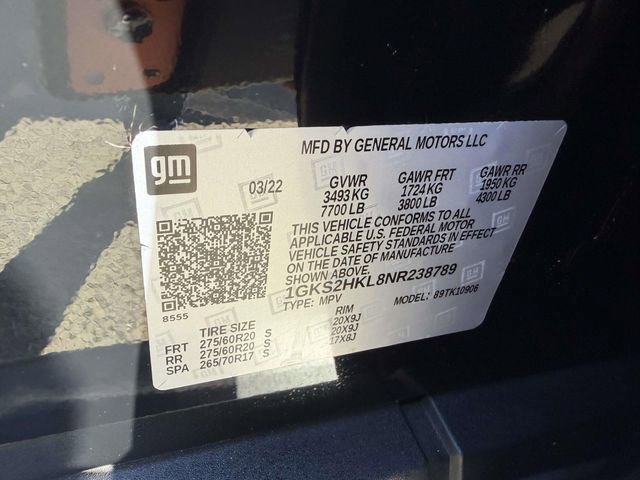 gm
MFD BY GENERAL MOTORS LLC
03/22 GVWR GAWR FRT GAWR RR
3493 KG 1724 KG 1950 KG
7700 LB 3800 LB 4300 LB
THIS VEHICLE CONFORMS TO ALL
APPLICABLE U.S. FEDERAL MOTOR
VEHICLE SAFETY STANDARDS IN EFFECT
ON THE DATE OF MANUFACTURE
SHOWN ABOVE.
1GKS2HKL8NR238789
TYPE: MPV MODEL: 89TK10906
8555
TIRE SIZE RIM
FRT 275/60R20 S 20X9J
RR 275/60R20 S 20X9J
SPA 265/70R17 S 17X8J